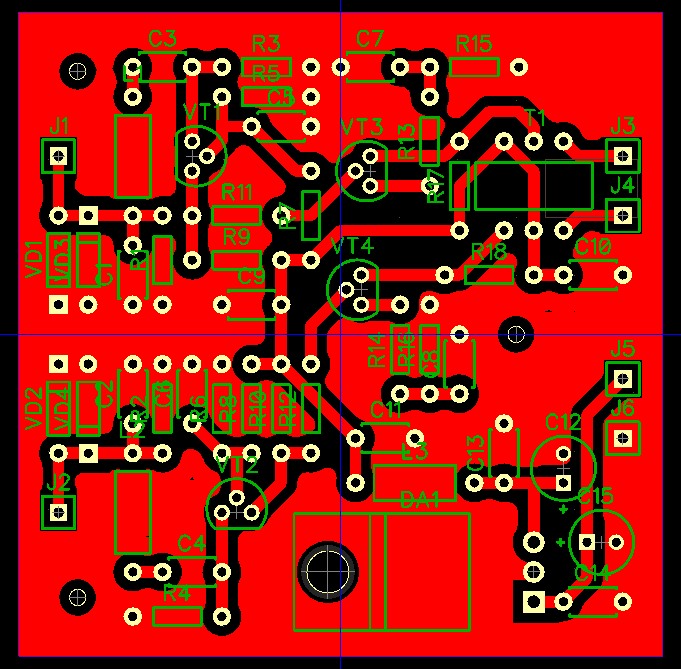 C3 R3 C7 R15
R5
C5
J1 VT1 VT3 R13 T1 J3
R11 R7 R17 J4
VD1 VD3 C1 R1 R9 VT4 R18 C10
C9
R14 R16 C8
VD2 VD4 C2 R2 C6 R6 R8 R10 R12 C11 C12 J5
J6
L2 L3 C13
J2 VT2 DA1 + C15
+
C4 C14
R4